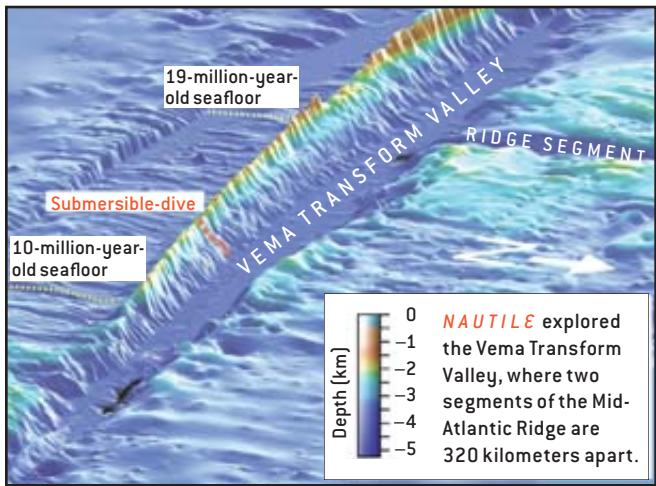 19-million-year-
old seafloor
VEMA TRANSFORM VALLEY
RIDGE SEGMENT
Submersible-dive
10-million-year-
old seafloor
Depth (km)
0
–1
–2
–3
–4
–5
NAUTILE explored
the Vema Transform
Valley, where two
segments of the Mid-
Atlantic Ridge are
320 kilometers apart.